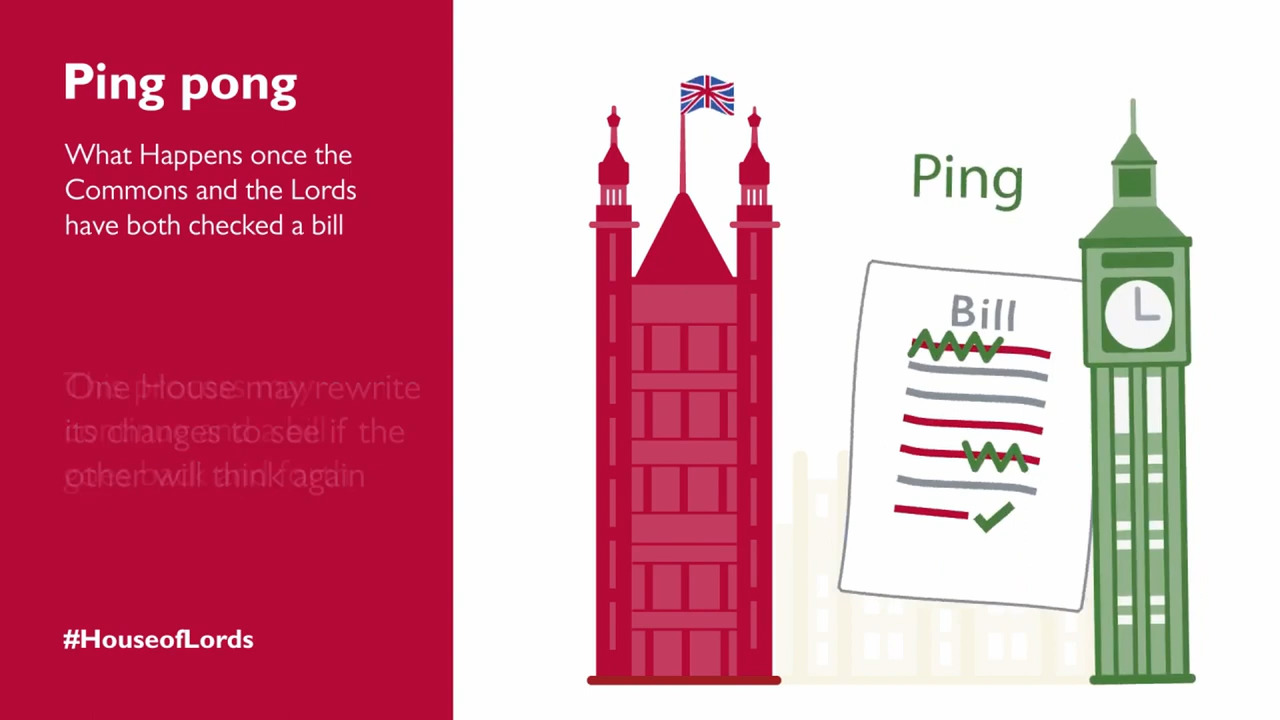 Ping pong
What Happens once the
Commons and the Lords
have both checked a bill
One House may rewrite
its changes to see if the
other will think again
#HouseofLords
Ping
Bill